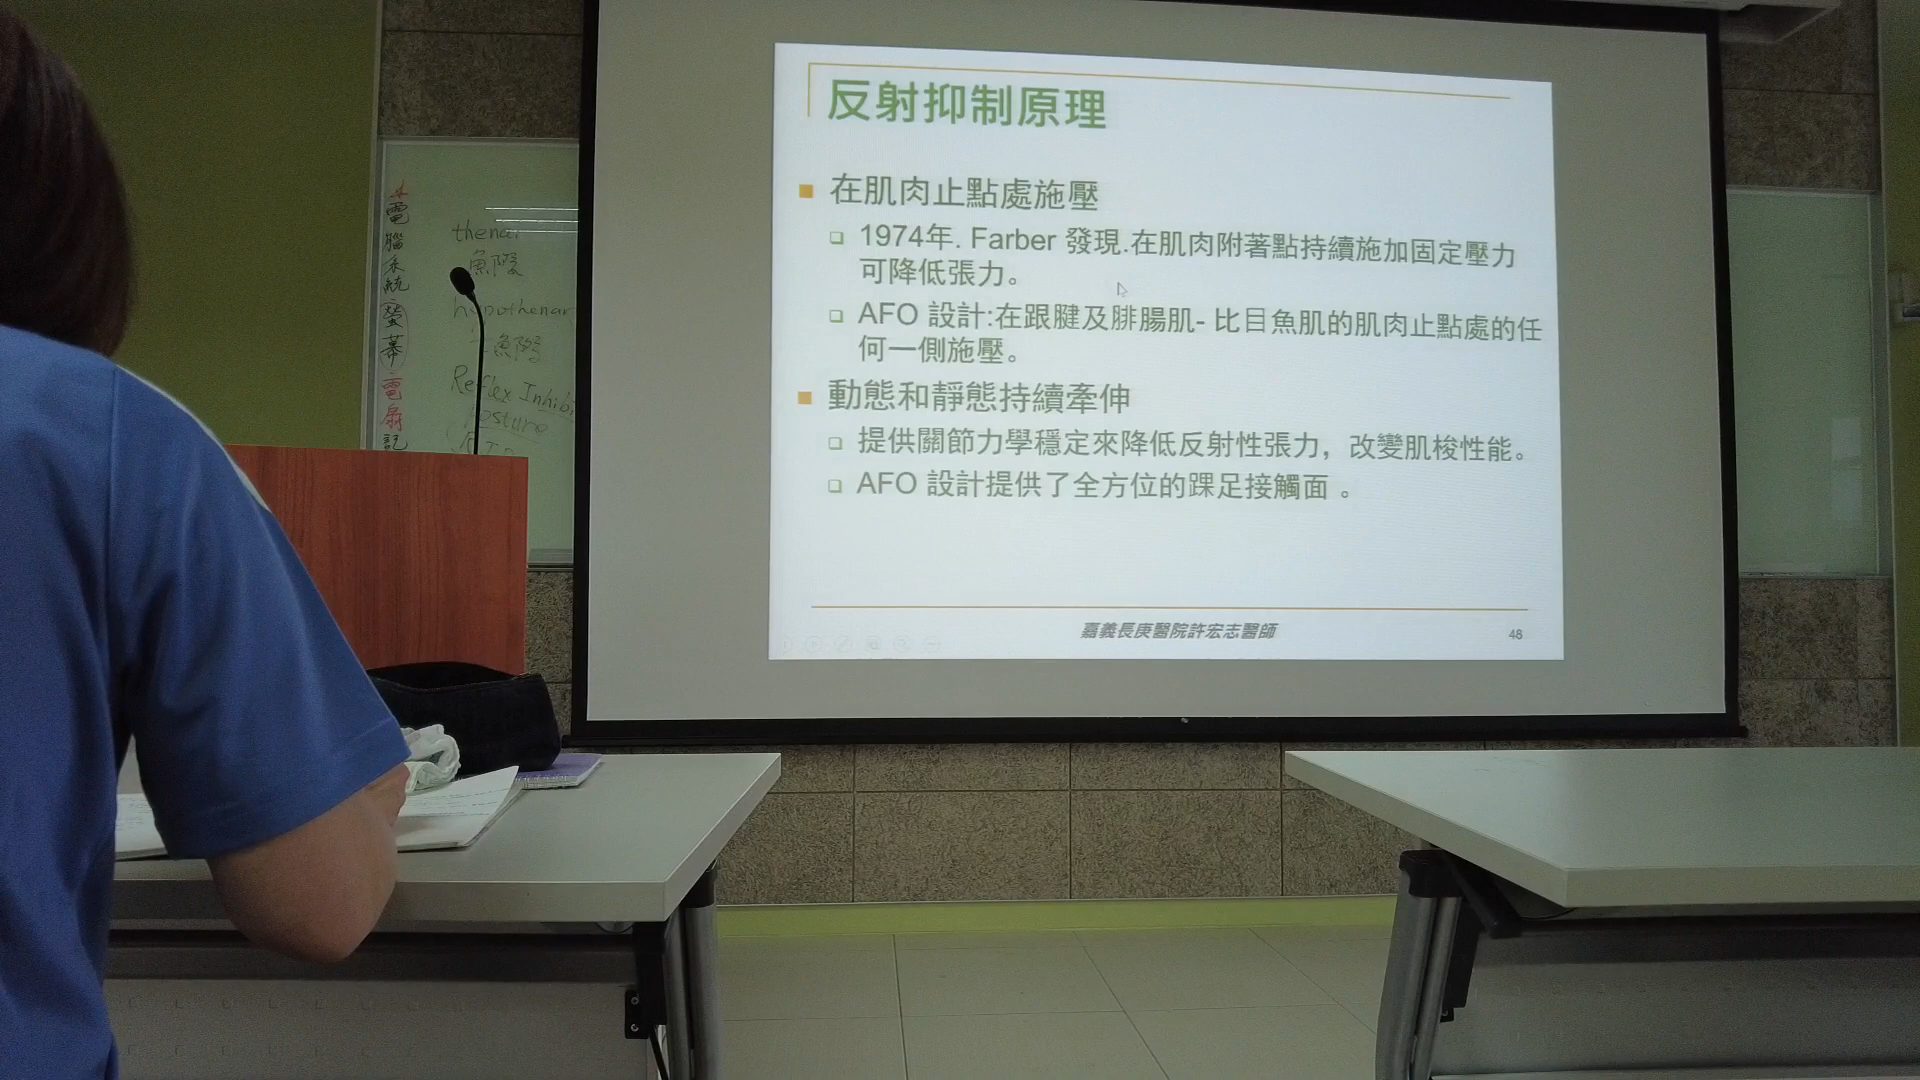 反射抑制原理
在肌肉止點處施壓
1974年. Farber 發現.在肌肉附著點持續施加固定壓力
可降低張力。
AFO 設計:在跟腱及腓腸肌- 比目魚肌的肌肉止點處的任
何一側施壓。
動態和靜態持續牽伸
提供關節力學穩定來降低反射性張力，改變肌梭性能。
AFO 設計提供了全方位的踝足接觸面 。
嘉義長庚醫院許宏志醫師
48
電腦系統螢幕電扇記
thenar
魚際
hypothenar
魚際
Reflex Inhibi
Posture